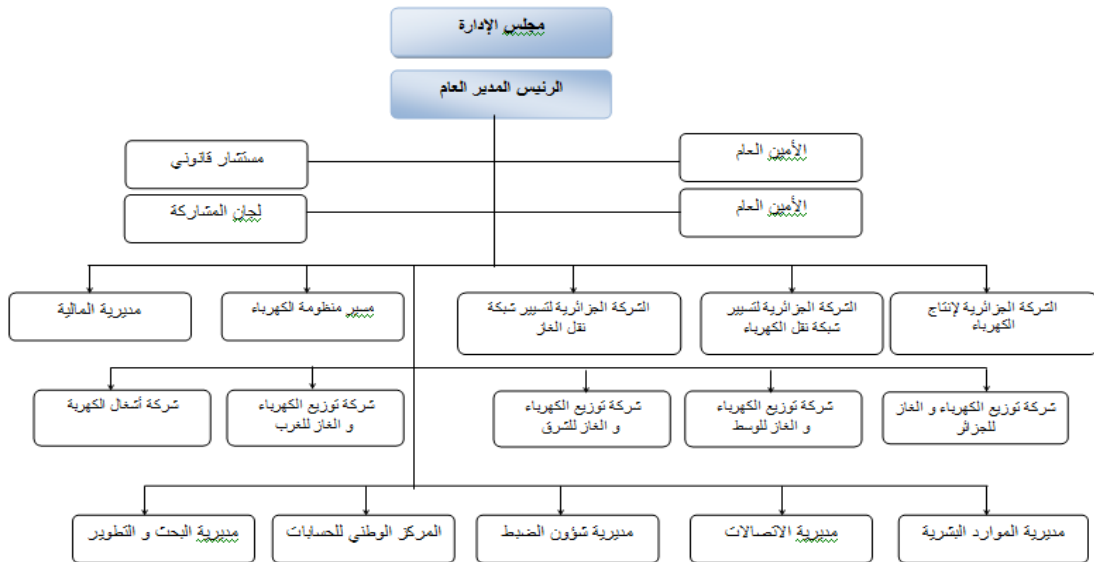 مجلس الإدارة
الرئيس المدير العام
الأمين العام
مستشار قانوني
الأمين العام
لجان المشاركة
الشركة الجزائرية لإنتاج
الكهرباء
الشركة الجزائرية لتسيير
شبكة نقل الكهرباء
الشركة الجزائرية لتسيير شبكة
نقل الغاز
مسير منظومة الكهرباء
مديرية المالية
شركة توزيع الكهرباء و الغاز
للجزائر
شركة توزيع الكهرباء
و الغاز للوسط
شركة توزيع الكهرباء
و الغاز للشرق
شركة توزيع الكهرباء
و الغاز للغرب
شركة أشغال الكهربة
مديرية الموارد البشرية
مديرية الاتصالات
مديرية شؤون الضبط
المركز الوطني للحسابات
مديرية البحث و التطوير